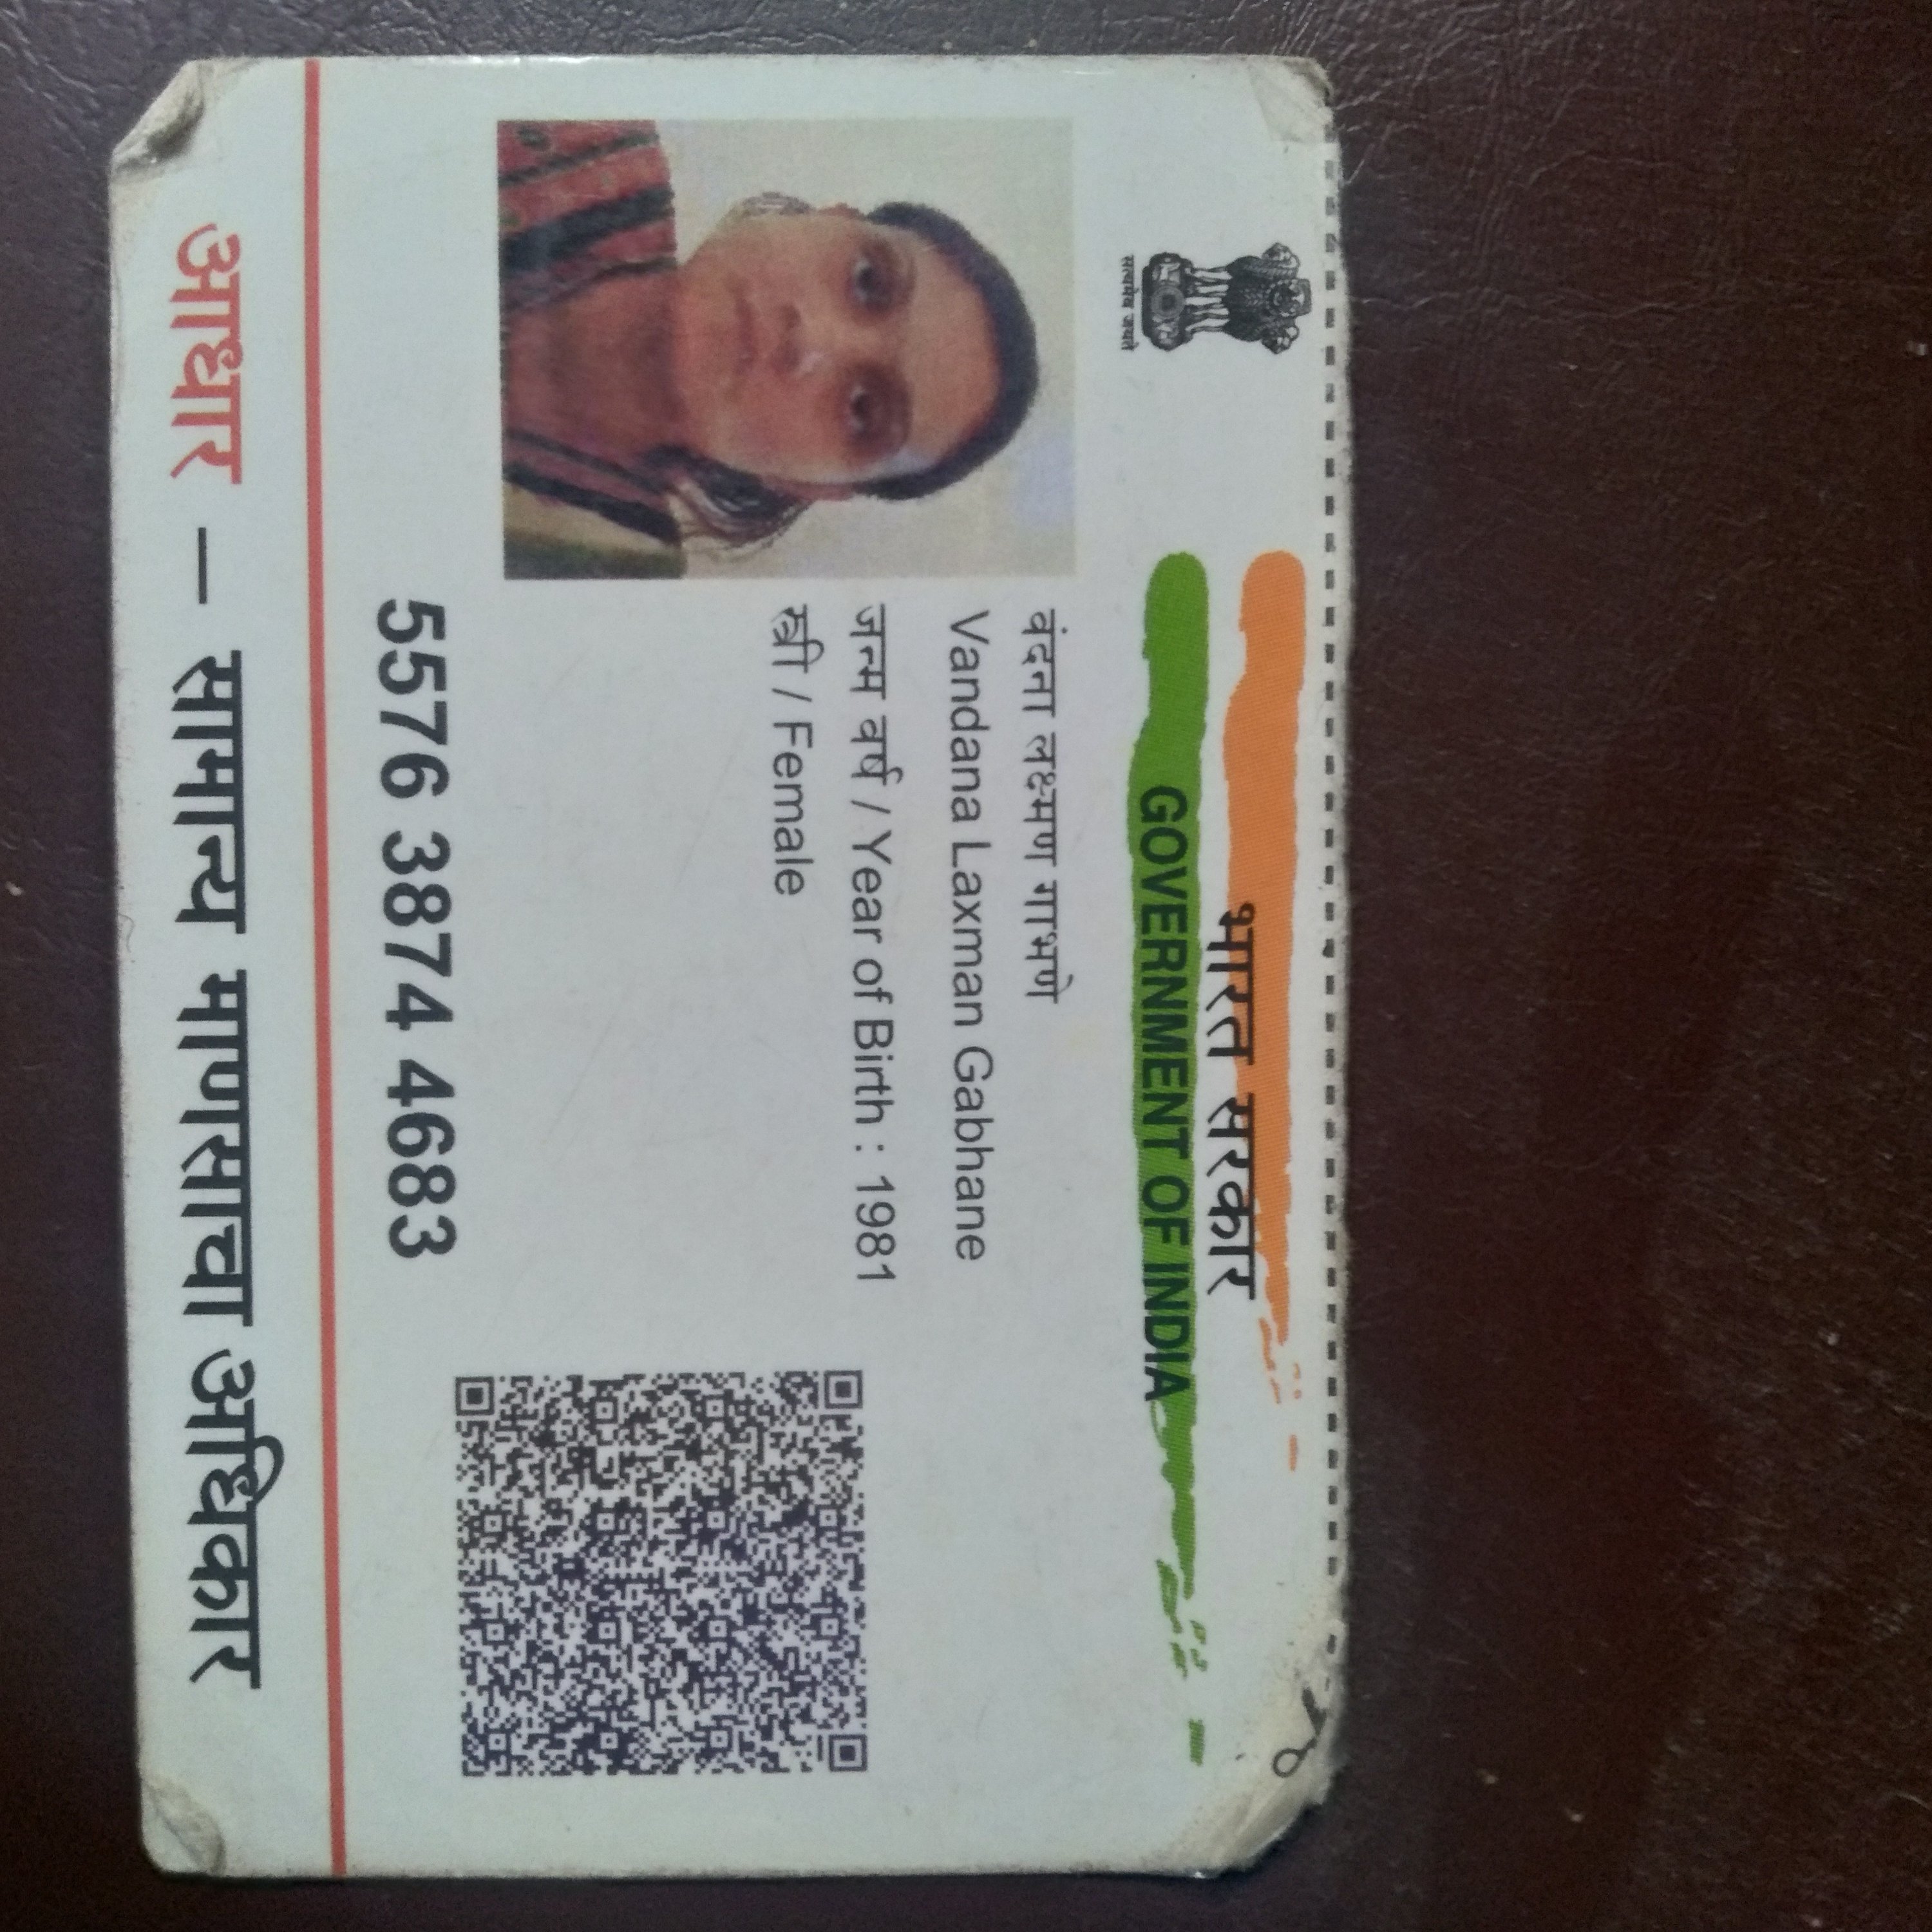 सत्यमेव जयते
भारत सरकार
GOVERNMENT OF INDIA
वंदना लक्ष्मण गाभणे
Vandana Laxman Gabhane
जन्म वर्ष / Year of Birth : 1981
स्त्री / Female
5576 3874 4683
आधार — सामान्य माणसाचा अधिकार